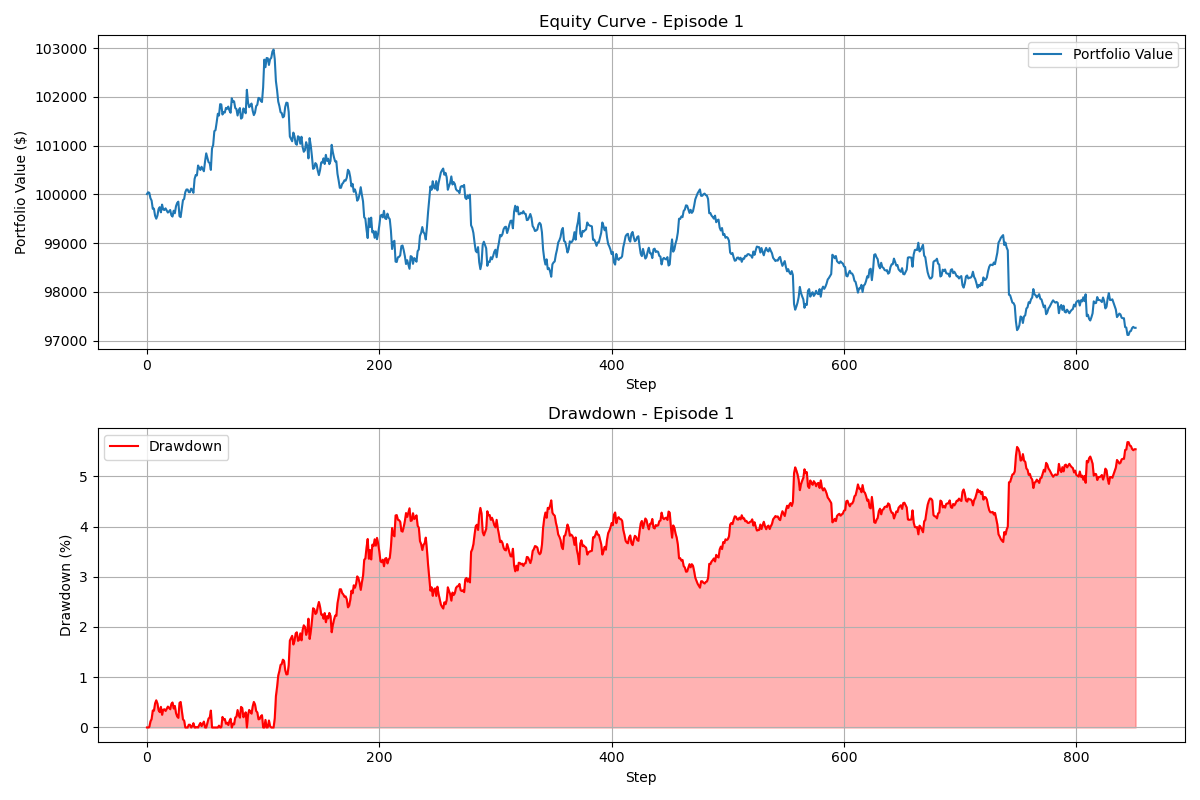 Equity Curve - Episode 1
Portfolio Value ($)
103000
102000
101000
100000
99000
98000
97000
Portfolio Value
0 200 400 600 800
Step
Drawdown - Episode 1
Drawdown (%)
5
4
3
2
1
0
Drawdown
0 200 400 600 800
Step